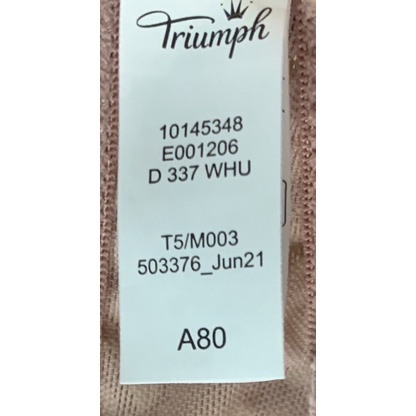 Triumph
10145348
E001206
D 337 WHU
T5/M003
503376_Jun21
A80